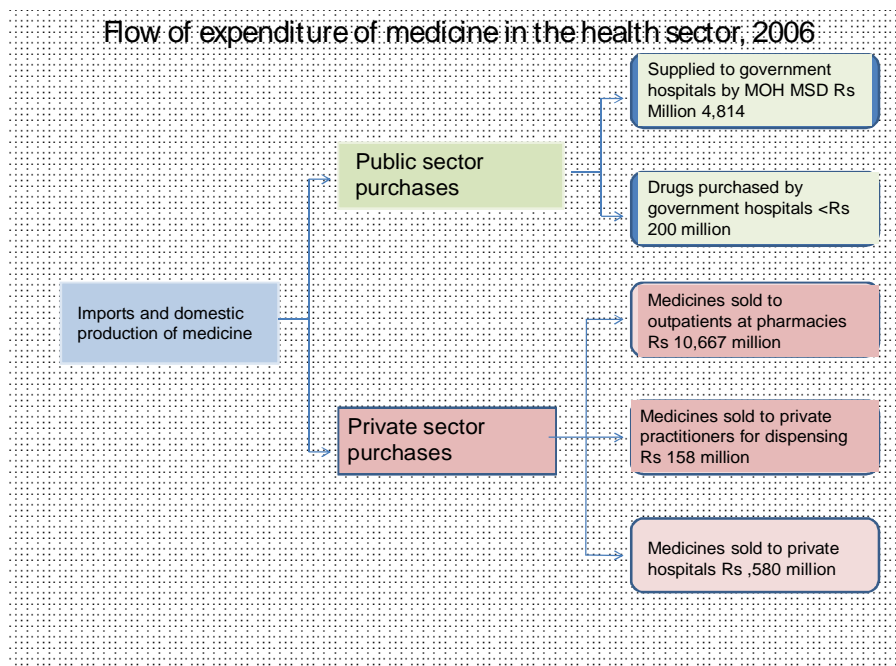 Flow of expenditure of medicine in the health sector, 2006
Supplied to government
hospitals by MOH MSD Rs
Million 4,814
Public sector
purchases
Drugs purchased by
government hospitals <Rs
200 million
Imports and domestic
production of medicine
Medicines sold to
outpatients at pharmacies
Rs 10,667 million
Private sector
purchases
Medicines sold to private
practitioners for dispensing
Rs 158 million
Medicines sold to private
hospitals Rs ,580 million